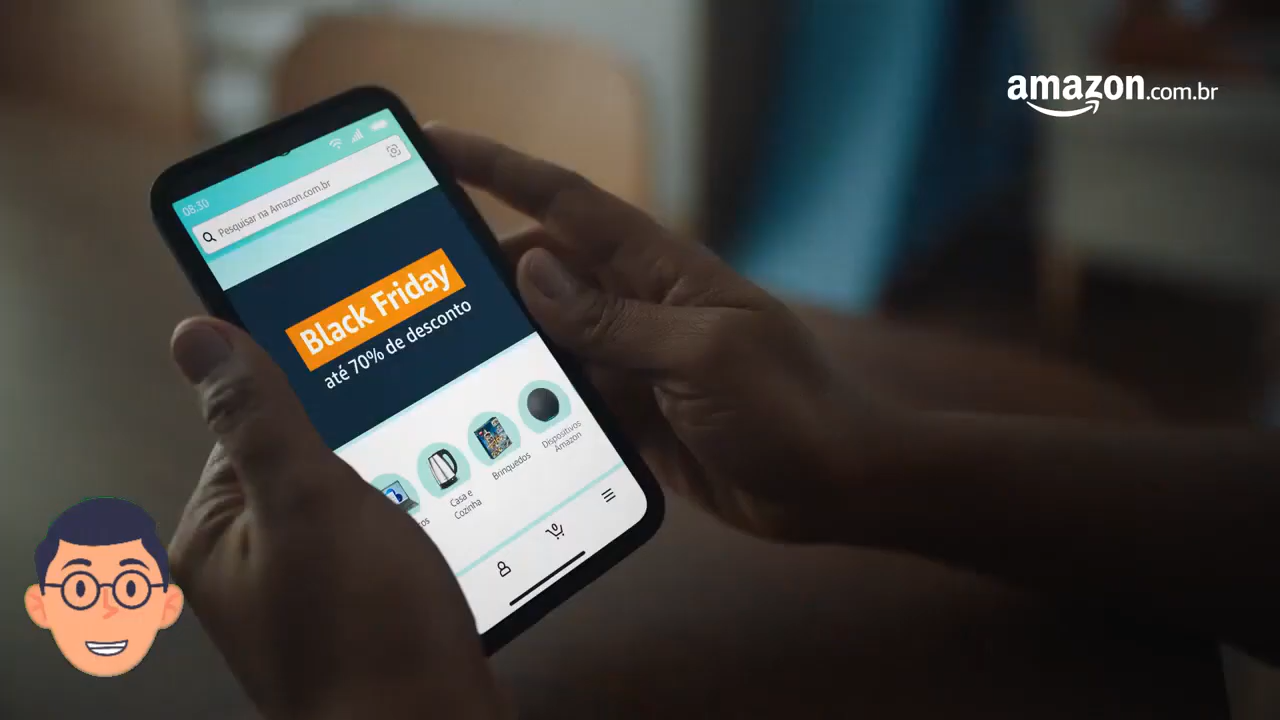 amazon.com.br
08:30
Pesquisar na Amazon.com.br
Black Friday
até 70% de desconto
Casa e
Cozinha
Brinquedos
Dispositivos
Amazon
0